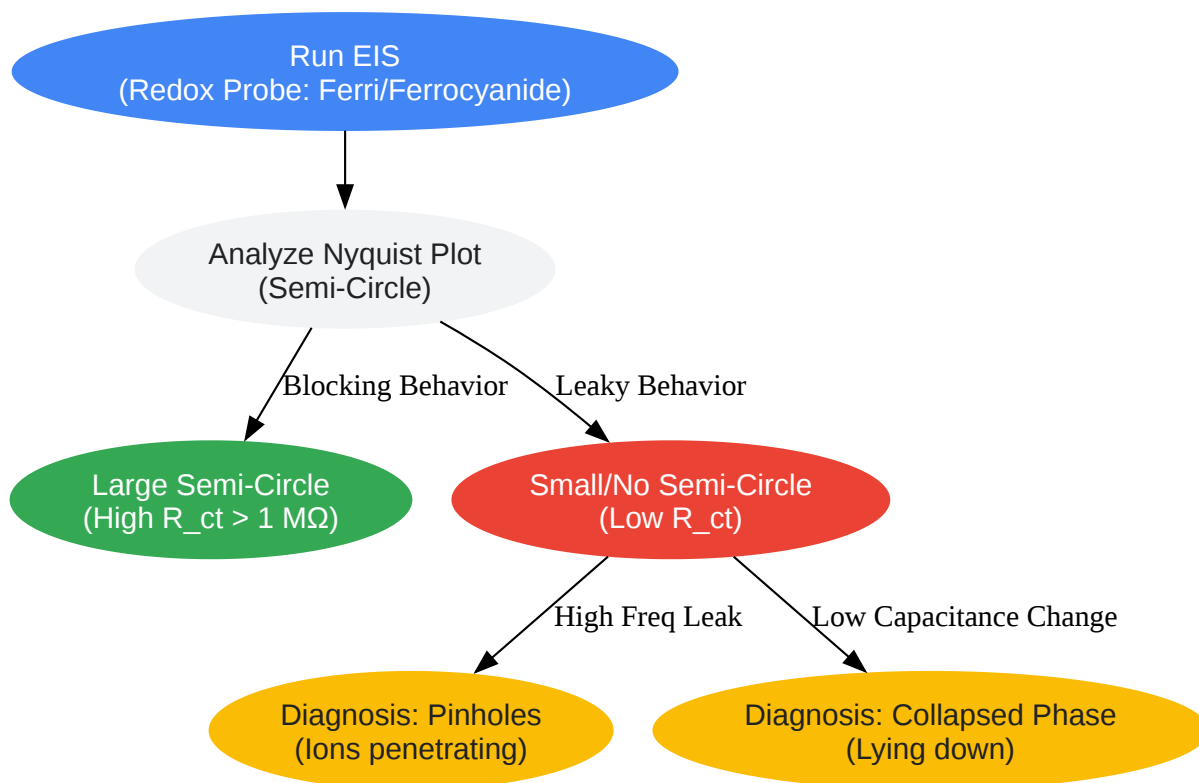 Run EIS
(Redox Probe: Ferri/Ferrocyanide)
Analyze Nyquist Plot
(Semi-Circle)
Blocking Behavior
Leaky Behavior
Large Semi-Circle
(High R_ct > 1 MΩ)
Small/No Semi-Circle
(Low R_ct)
High Freq Leak
Low Capacitance Change
Diagnosis: Pinholes
(Ions penetrating)
Diagnosis: Collapsed Phase
(Lying down)